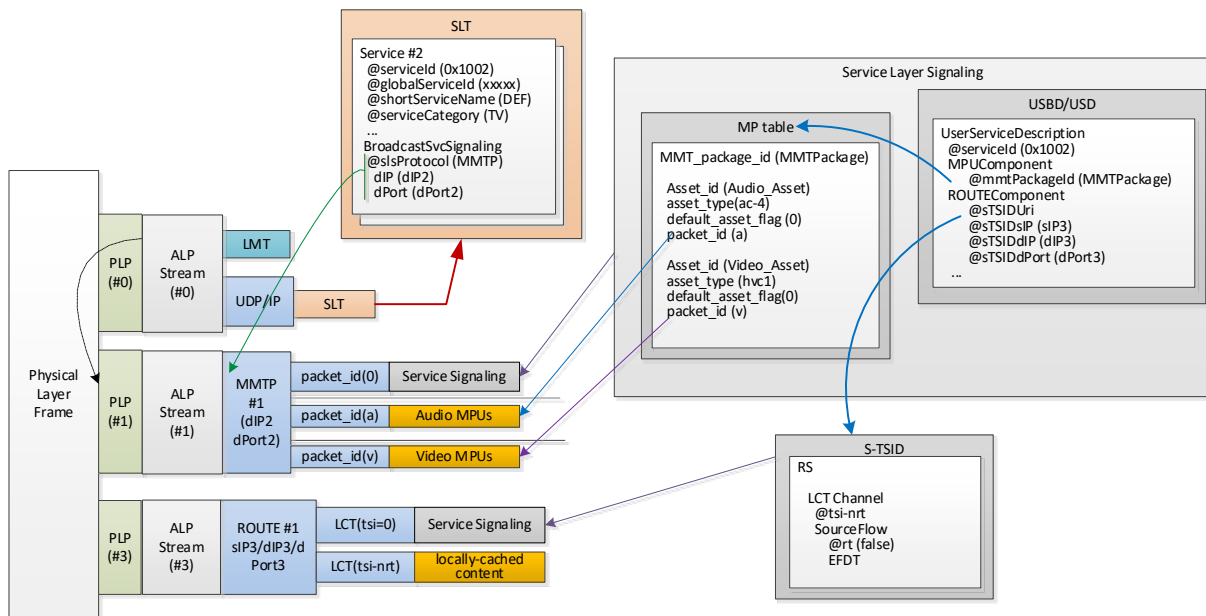 SLT
Service #2
@serviceId (0x1002)
@globalServiceId (xxxxx)
@shortServiceName (DEF)
@serviceCategory (TV)
...
BroadcastSvcSignaling
@slsProtocol (MMTP)
dIP (dIP2)
dPort (dPort2)
Service Layer Signaling
MP table
MMT_package_id (MMTPackage)
Asset_id (Audio_Asset)
asset_type(ac-4)
default_asset_flag (0)
packet_id (a)
Asset_id (Video_Asset)
asset_type (hvc1)
default_asset_flag(0)
packet_id (v)
USBD/USD
UserServiceDescription
@serviceId (0x1002)
MPUComponent
@mmtPackageId (MMTPackage)
ROUTEComponent
@sTSIDUri
@sTSIDsIP (sIP3)
@sTSIDdIP (dIP3)
@sTSIDdPort (dPort3)
...
Physical
Layer
Frame
PLP
(#0)
ALP
Stream
(#0)
LMT
UDP/IP
SLT
PLP
(#1)
ALP
Stream
(#1)
MMTP
#1
(dIP2
dPort2)
packet_id(0)
Service Signaling
packet_id(a)
Audio MPUs
packet_id(v)
Video MPUs
PLP
(#3)
ALP
Stream
(#3)
ROUTE #1
sIP3/dIP3/d
Port3
LCT(tsi=0)
Service Signaling
LCT(tsi-nrt)
locally-cached
content
S-TSID
RS
LCT Channel
@tsi-nrt
SourceFlow
@rt (false)
EFDT